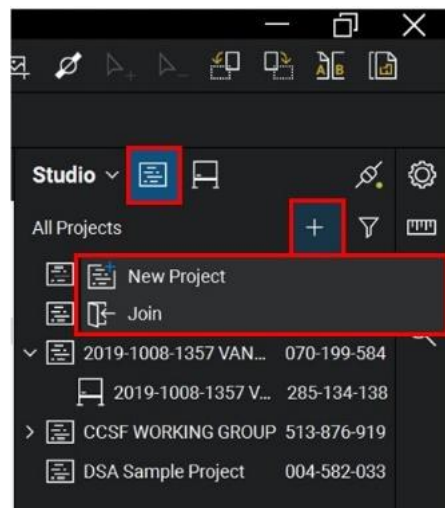 A B
Studio
All Projects
New Project
Join
2019-1008-1357 VAN... 070-199-584
2019-1008-1357 V... 285-134-138
CCSF WORKING GROUP 513-876-919
DSA Sample Project 004-582-033